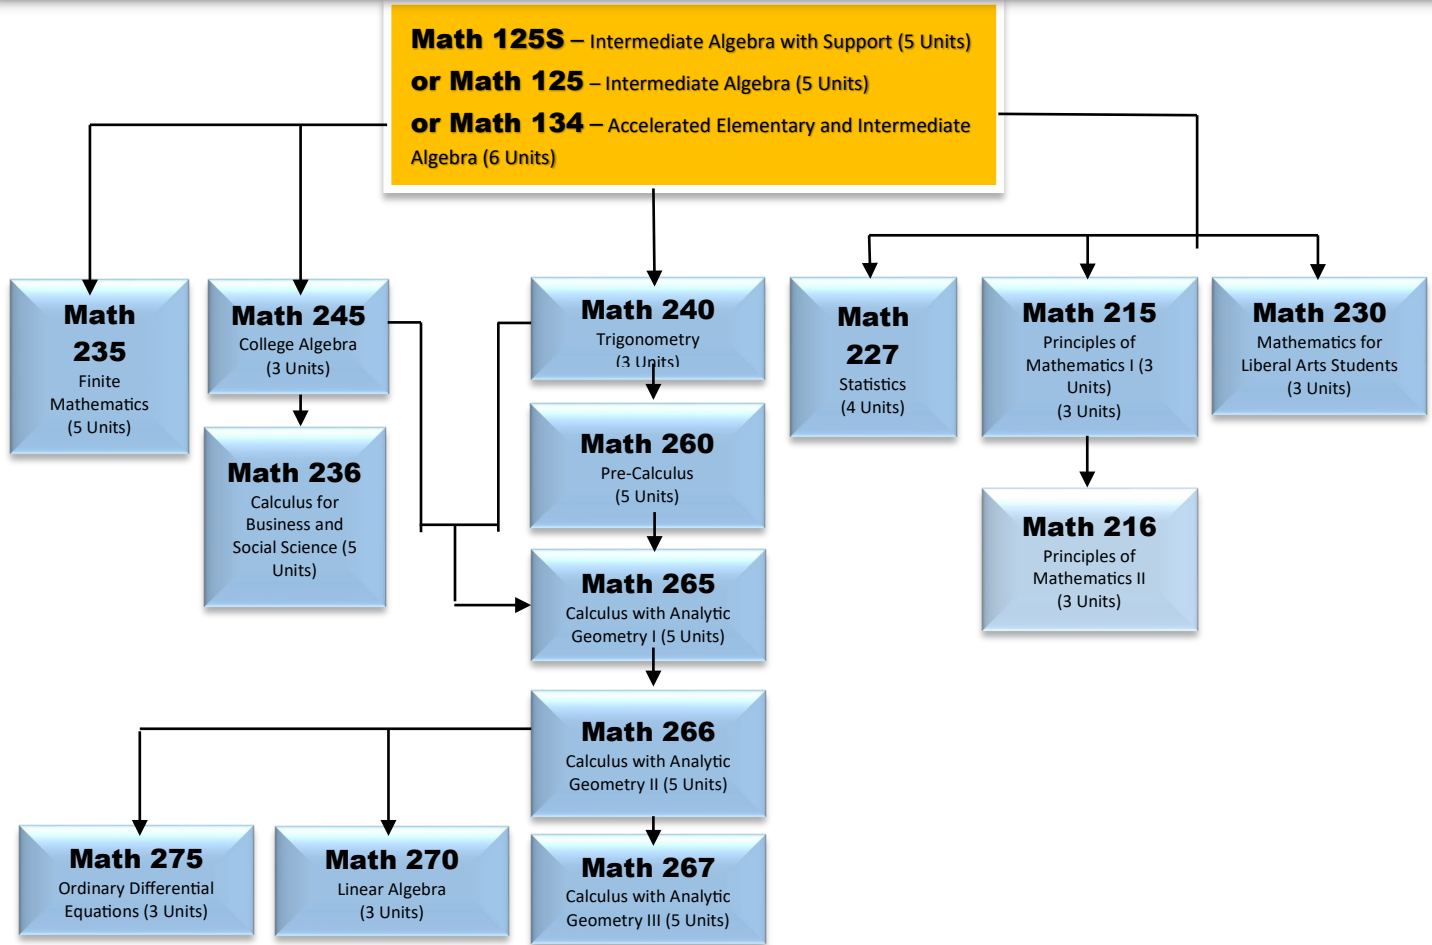 Math 125S – Intermediate Algebra with Support (5 Units)
or Math 125 – Intermediate Algebra (5 Units)
or Math 134 – Accelerated Elementary and Intermediate
Algebra (6 Units)
Math
235
Finite
Mathematics
(5 Units)
Math 245
College Algebra
(3 Units)
Math 240
Trigonometry
(3 Units)
Math
227
Statistics
(4 Units)
Math 215
Principles of
Mathematics I (3
Units)
(3 Units)
Math 230
Mathematics for
Liberal Arts Students
(3 Units)
Math 236
Calculus for
Business and
Social Science (5
Units)
Math 260
Pre-Calculus
(5 Units)
Math 216
Principles of
Mathematics II
(3 Units)
Math 265
Calculus with Analytic
Geometry I (5 Units)
Math 266
Calculus with Analytic
Geometry II (5 Units)
Math 275
Ordinary Differential
Equations (3 Units)
Math 270
Linear Algebra
(3 Units)
Math 267
Calculus with Analytic
Geometry III (5 Units)